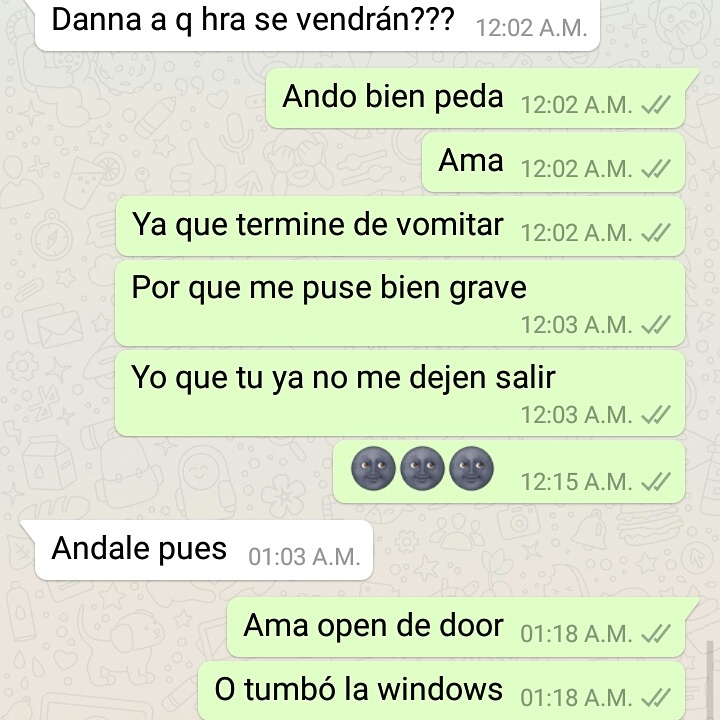 Danna a q hra se vendrán??? 12:02 A.M.
Ando bien peda 12:02 A.M.
Ama 12:02 A.M.
Ya que termine de vomitar 12:02 A.M.
Por que me puse bien grave
12:03 A.M.
Yo que tu ya no me dejen salir
12:03 A.M.
🌚🌚🌚 12:15 A.M.
Andale pues 01:03 A.M.
Ama open de door 01:18 A.M.
O tumbó la windows 01:18 A.M.